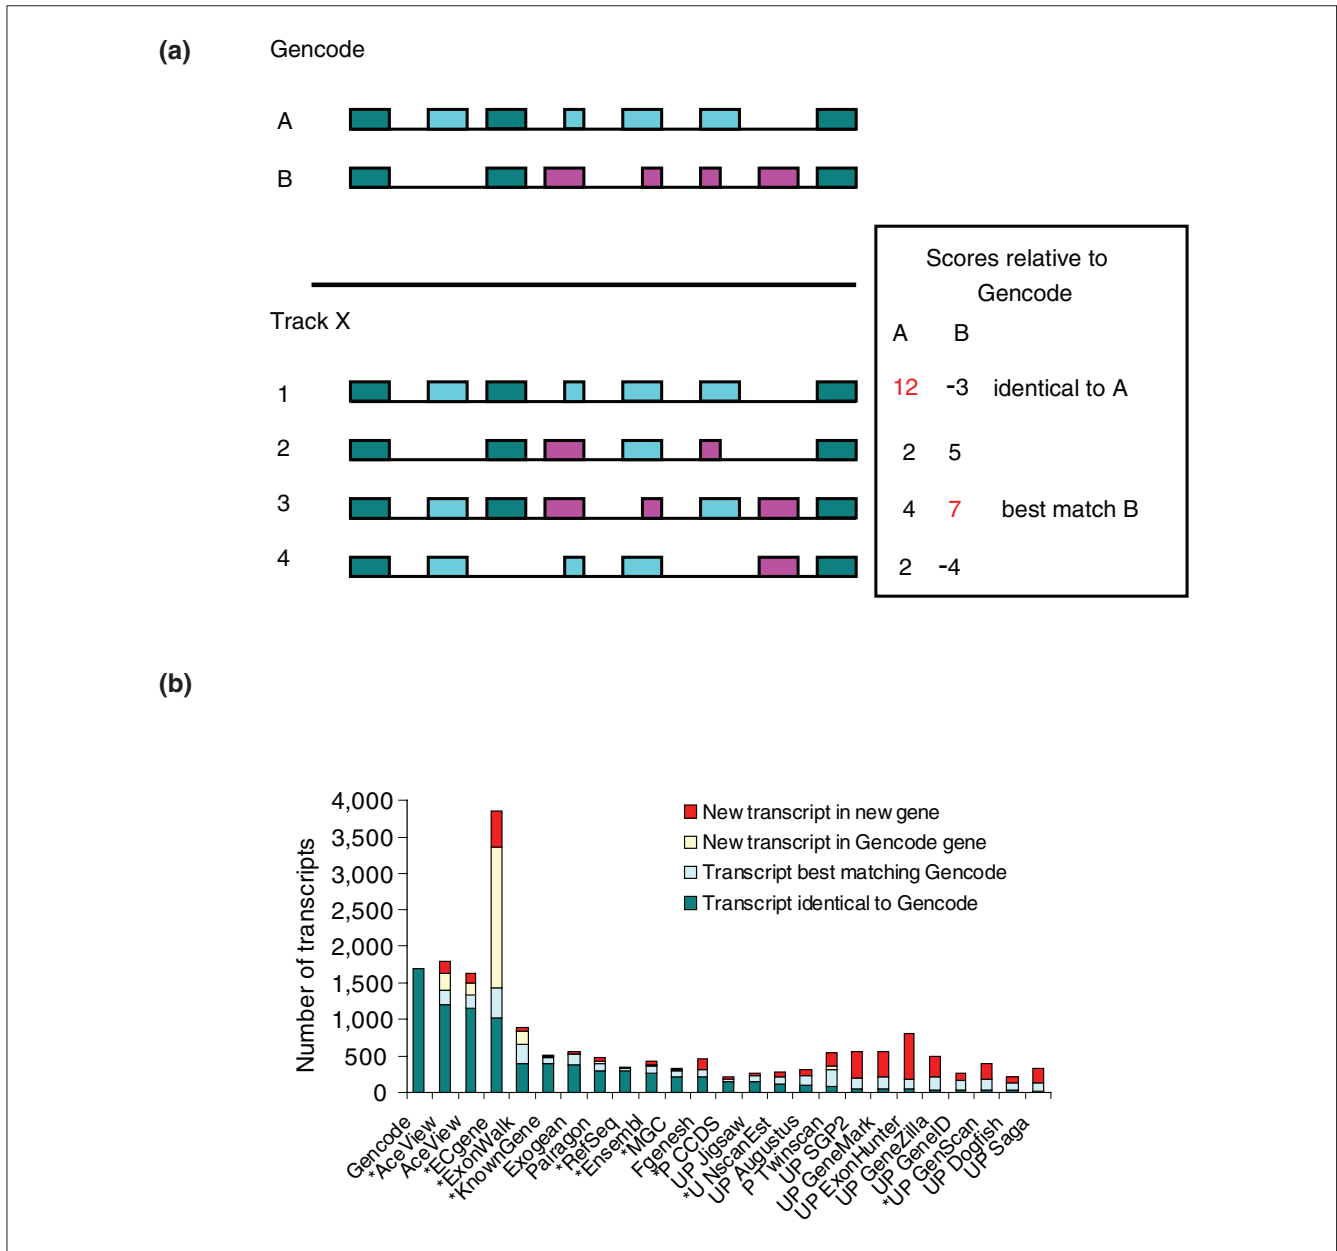 (a) Gencode
A
B
Track X
1
2
3
4
Scores relative to
Gencode
A B
12 -3 identical to A
2 5
4 7 best match B
2 -4
(b)
Number of transcripts
4,000
3,500
3,000
2,500
2,000
1,500
1,000
500
0
New transcript in new gene
New transcript in Gencode gene
Transcript best matching Gencode
Transcript identical to Gencode
Gencode
*AceView
AceView
*ECgene
*ExonWalk
*KnownGene
Exogean
Pairagon
*RefSeq
*Ensembl
*MGC
Fgenesh
*P CCDS
UP Jigsaw
*U NscanEst
UP Augustus
P Twinscan
UP SGP2
UP GeneMark
UP ExonHunter
UP GeneZilla
UP GeneID
*UP GenScan
UP Dogfish
UP Saga